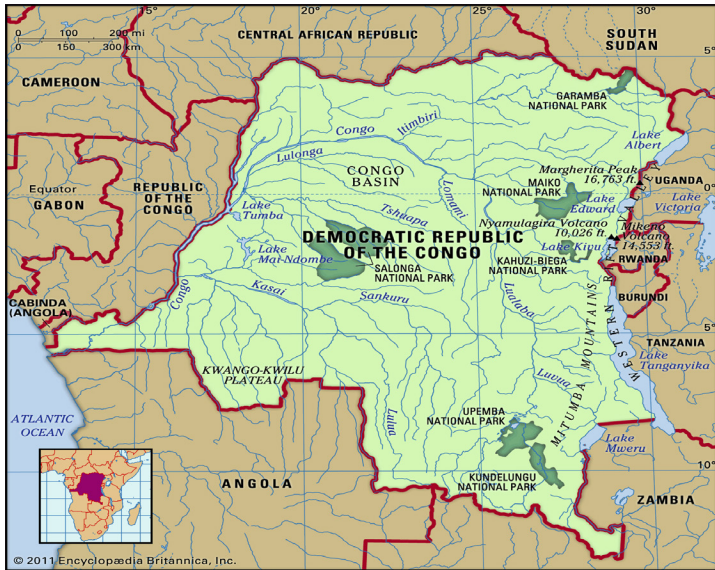 15°
20°
25°
30°
0 100 200 mi
0 150 300 km
CENTRAL AFRICAN REPUBLIC
SOUTH
SUDAN
5°
CAMEROON
GARAMBA
NATIONAL PARK
Congo
Itimbiri
Lake
Albert
Lulonga
CONGO
BASIN
Lomami
Margherita Peak
16,763 ft.
MAIKO
NATIONAL PARK
UGANDA
0°
Equator
GABON
REPUBLIC
OF THE
CONGO
Lake
Tumba
Tshuapa
Lake
Edward
Lake
Victoria
Nyamulagira Volcano
10,026 ft.
Mikeno
Volcano
14,553 ft.
DEMOCRATIC REPUBLIC
OF THE CONGO
Lake
Mai-Ndombe
SALONGA
NATIONAL PARK
Lake Kivu
KAHUZI-BIEGA
NATIONAL PARK
RWANDA
BURUNDI
CABINDA
(ANGOLA)
Congo
Kasai
Sankuru
Lualaba
WESTERN RIFT VALLEY
MITUMBA MOUNTAINS
5°
TANZANIA
Lake
Tanganyika
KWANGO-KWILU
PLATEAU
Luvua
ATLANTIC
OCEAN
Lulua
UPEMBA
NATIONAL PARK
Lake
Mweru
ANGOLA
KUNDELUNGU
NATIONAL PARK
10°
ZAMBIA
© 2011 Encyclopædia Britannica, Inc.